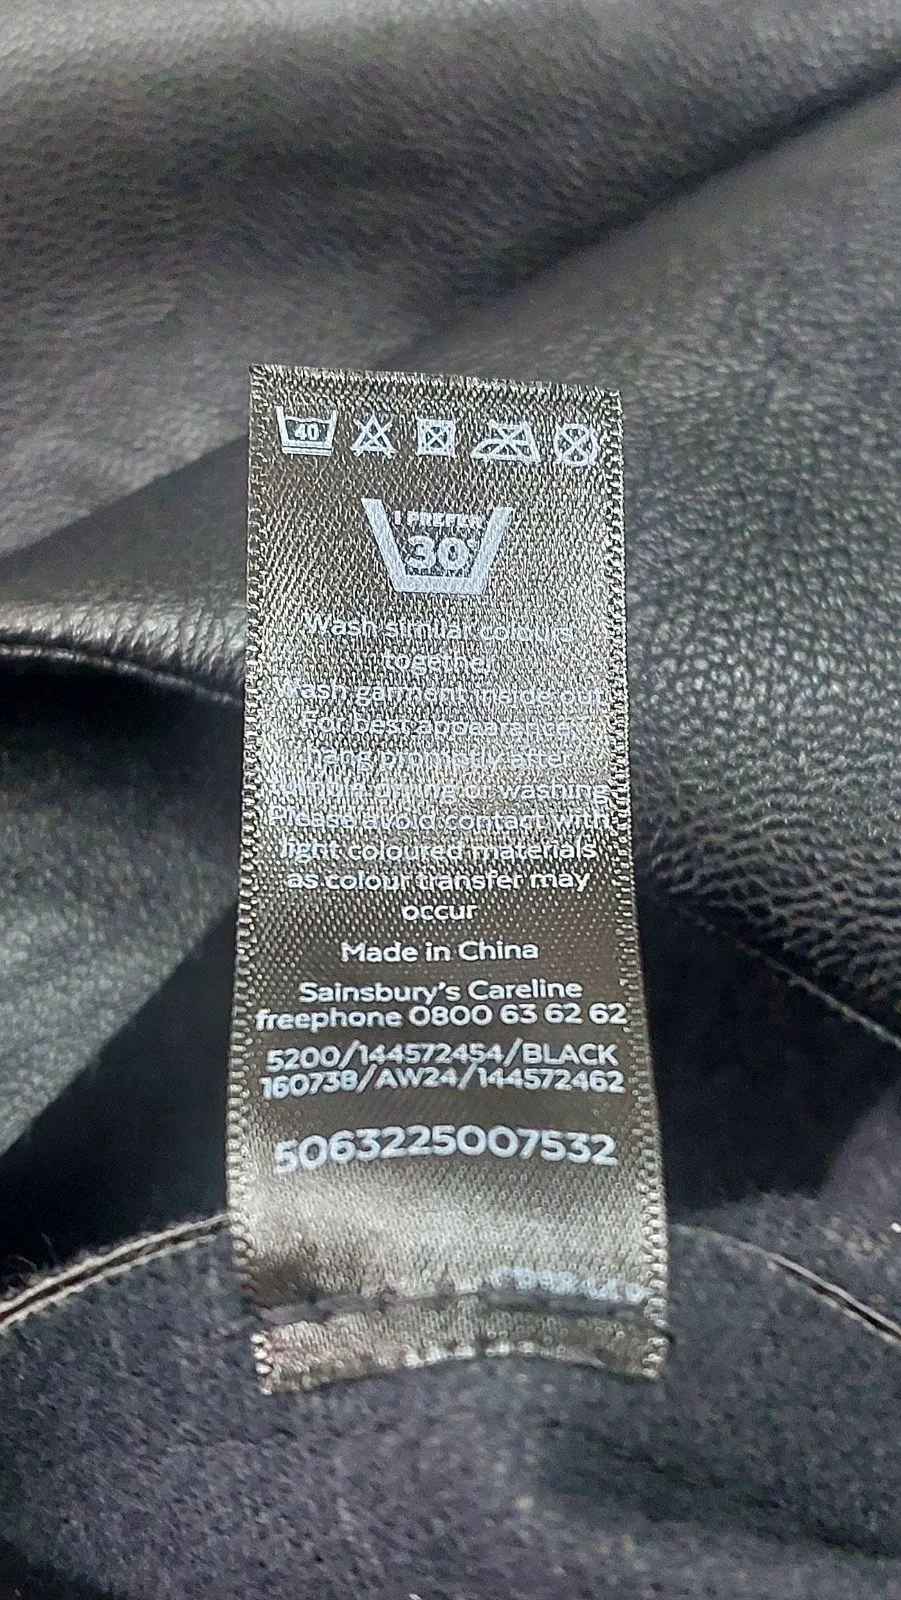 40
I PREFER
30°
Wash similar colours
togethe
Wash garment inside out
For best appearance,
hang promptly after
tumble drying or washing
Please avoid contact with
light coloured materials
as colour transfer may
occur
Made in China
Sainsbury's Careline
freephone 0800 63 62 62
5200/144572454/BLACK
160738/AW24/144572462
5063225007532